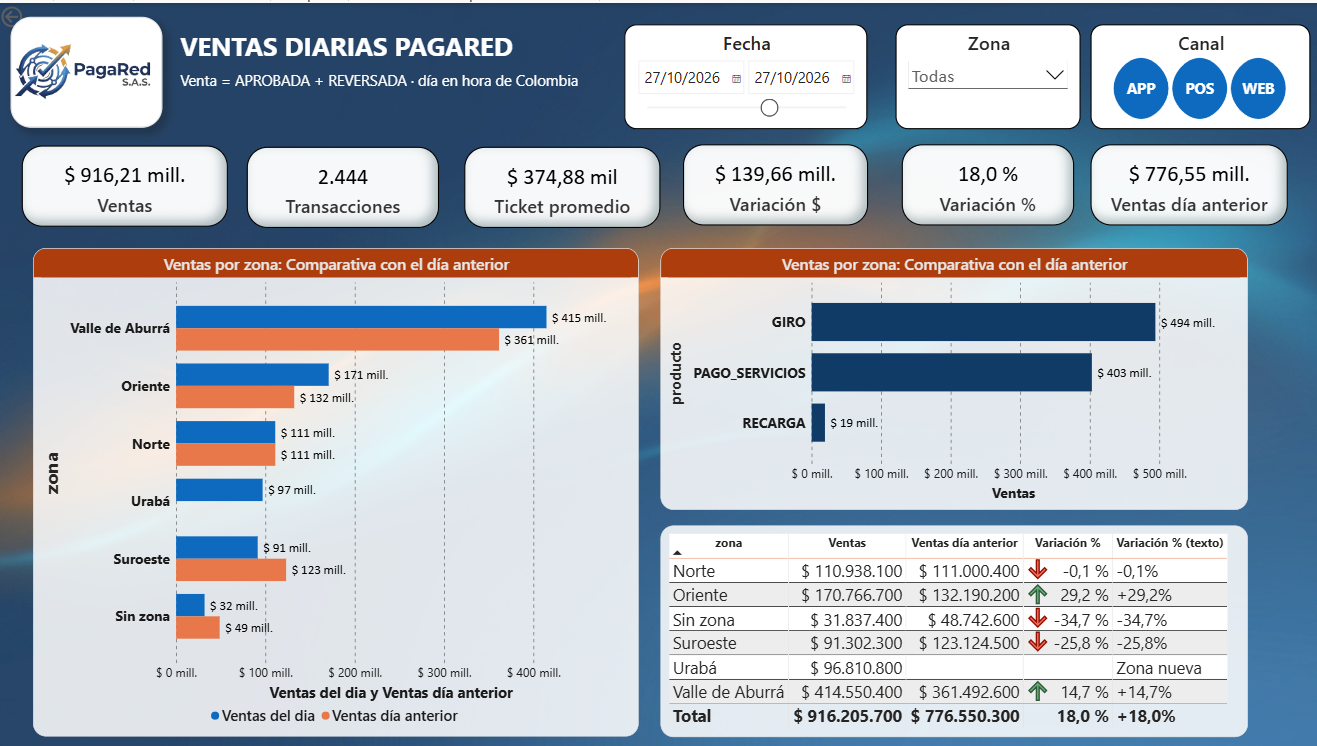 PagaRed
S.A.S.
VENTAS DIARIAS PAGARED
Venta = APROBADA + REVERSADA · día en hora de Colombia
Fecha
27/10/2026 27/10/2026
Zona
Todas
Canal
APP POS WEB
$ 916,21 mill.
Ventas
2.444
Transacciones
$ 374,88 mil
Ticket promedio
$ 139,66 mill.
Variación $
18,0 %
Variación %
$ 776,55 mill.
Ventas día anterior
Ventas por zona: Comparativa con el día anterior
zona
Valle de Aburrá $ 415 mill.
$ 361 mill.
Oriente $ 171 mill.
$ 132 mill.
Norte $ 111 mill.
$ 111 mill.
Urabá $ 97 mill.
Suroeste $ 91 mill.
$ 123 mill.
Sin zona $ 32 mill.
$ 49 mill.
$ 0 mill. $ 100 mill. $ 200 mill. $ 300 mill. $ 400 mill.
Ventas del dia y Ventas día anterior
Ventas del dia Ventas día anterior
Ventas por zona: Comparativa con el día anterior
producto
GIRO $ 494 mill.
PAGO_SERVICIOS $ 403 mill.
RECARGA $ 19 mill.
$ 0 mill. $ 100 mill. $ 200 mill. $ 300 mill. $ 400 mill. $ 500 mill.
Ventas
zona Ventas Ventas día anterior Variación % Variación % (texto)
Norte $ 110.938.100 $ 111.000.400 -0,1 % -0,1%
Oriente $ 170.766.700 $ 132.190.200 29,2 % +29,2%
Sin zona $ 31.837.400 $ 48.742.600 -34,7 % -34,7%
Suroeste $ 91.302.300 $ 123.124.500 -25,8 % -25,8%
Urabá $ 96.810.800 Zona nueva
Valle de Aburrá $ 414.550.400 $ 361.492.600 14,7 % +14,7%
Total $ 916.205.700 $ 776.550.300 18,0 % +18,0%